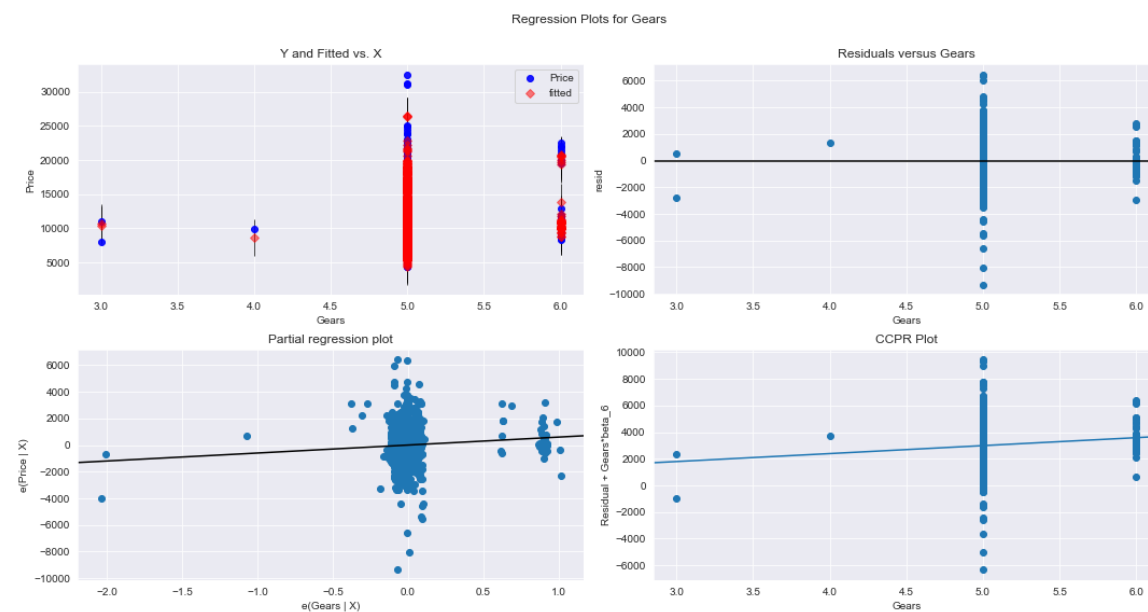 Regression Plots for Gears
Y and Fitted vs. X
Price
fitted
Price
30000
25000
20000
15000
10000
5000
3.0 3.5 4.0 4.5 5.0 5.5 6.0
Gears
Residuals versus Gears
resid
6000
4000
2000
0
−2000
−4000
−6000
−8000
−10000
3.0 3.5 4.0 4.5 5.0 5.5 6.0
Gears
Partial regression plot
e(Price | X)
6000
4000
2000
0
−2000
−4000
−6000
−8000
−10000
−2.0 −1.5 −1.0 −0.5 0.0 0.5 1.0
e(Gears | X)
CCPR Plot
Residual + Gears*beta_6
10000
8000
6000
4000
2000
0
−2000
−4000
−6000
3.0 3.5 4.0 4.5 5.0 5.5 6.0
Gears